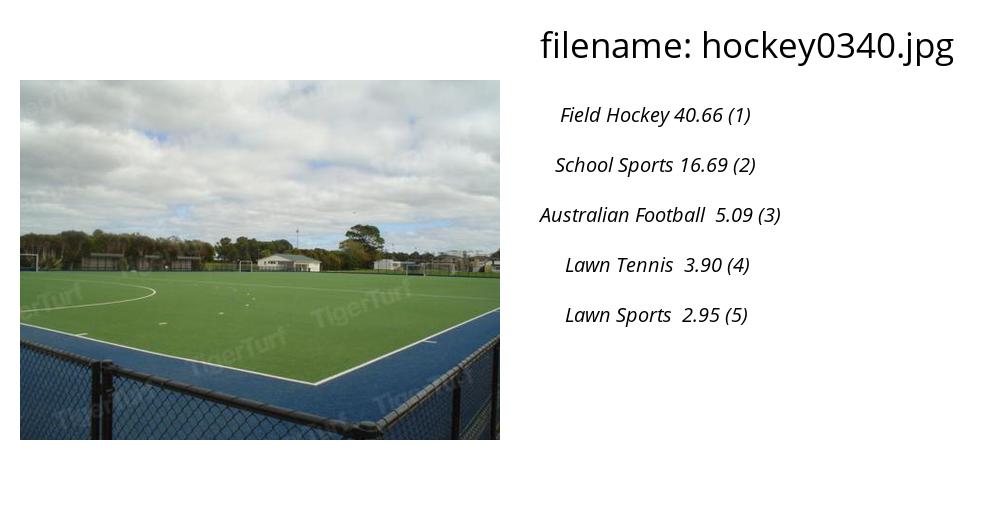 filename: hockey0340.jpg
Field Hockey 40.66 (1)
School Sports 16.69 (2)
Australian Football 5.09 (3)
Lawn Tennis 3.90 (4)
Lawn Sports 2.95 (5)
TigerTurf
TigerTurf
TigerTurf